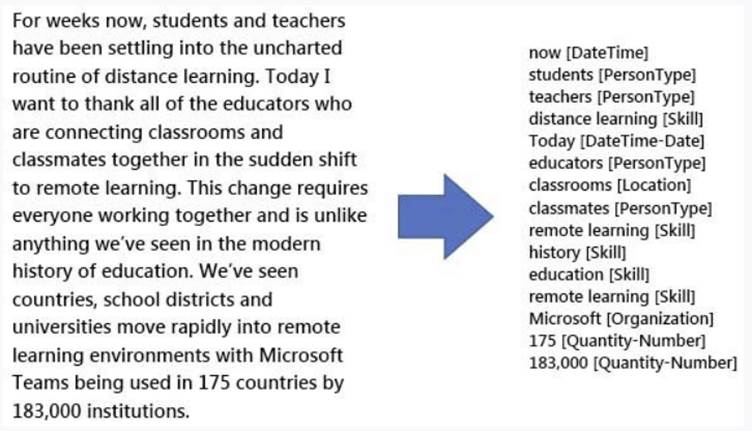 For weeks now, students and teachers
have been settling into the uncharted
routine of distance learning. Today I
want to thank all of the educators who
are connecting classrooms and
classmates together in the sudden shift
to remote learning. This change requires
everyone working together and is unlike
anything we’ve seen in the modern
history of education. We’ve seen
countries, school districts and
universities move rapidly into remote
learning environments with Microsoft
Teams being used in 175 countries by
183,000 institutions.
now [DateTime]
students [PersonType]
teachers [PersonType]
distance learning [Skill]
Today [DateTime-Date]
educators [PersonType]
classrooms [Location]
classmates [PersonType]
remote learning [Skill]
history [Skill]
education [Skill]
remote learning [Skill]
Microsoft [Organization]
175 [Quantity-Number]
183,000 [Quantity-Number]